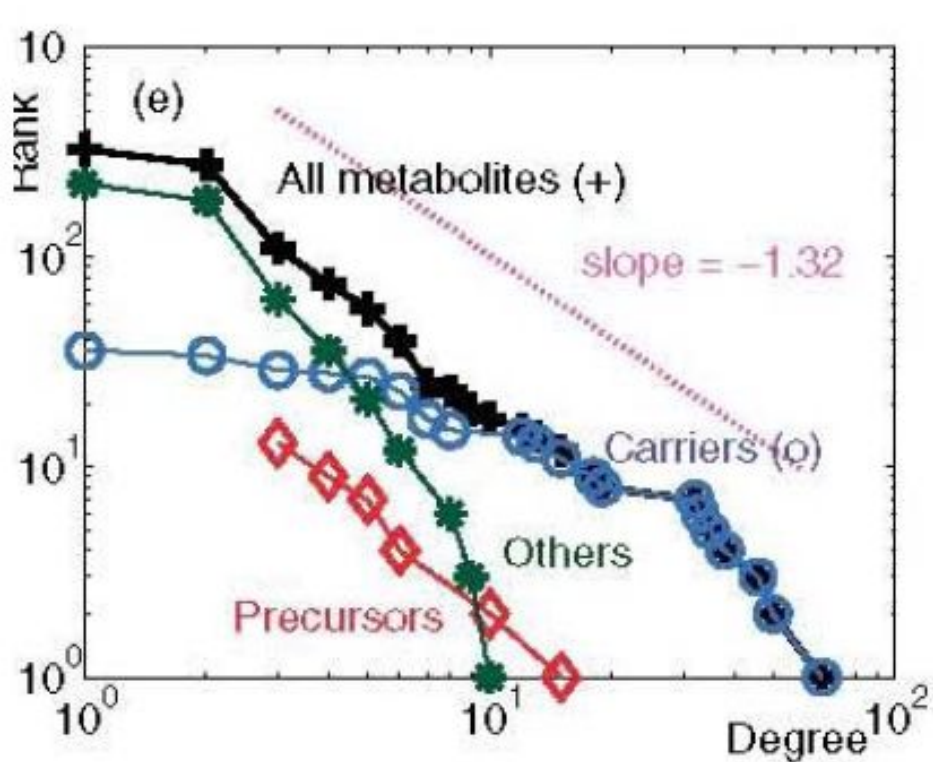 10
(e)
Rank
All metabolites (+)
10²
slope = −1.32
10¹
Carriers (o)
Others
Precursors
10⁰
10⁰
10¹
10²
Degree